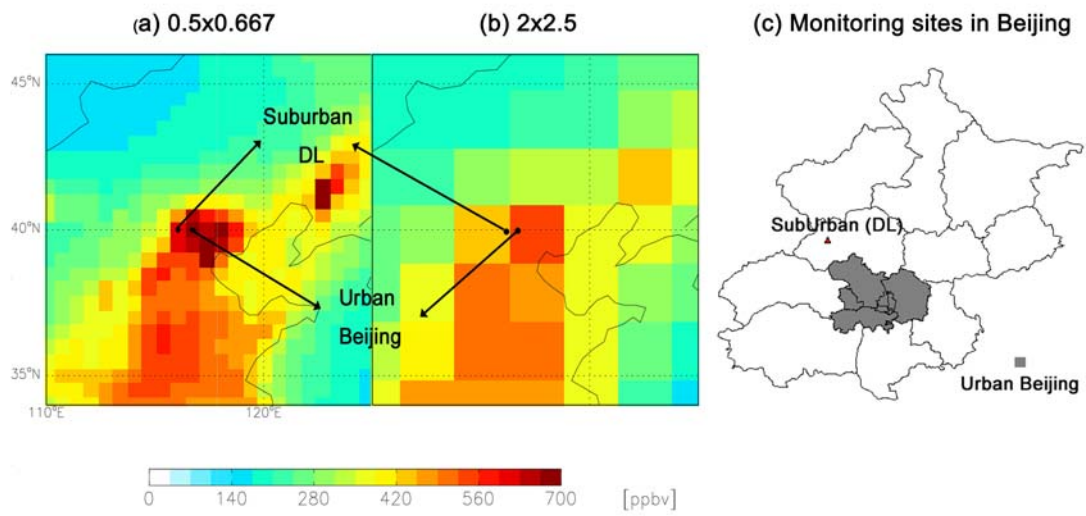 (a) 0.5x0.667
(b) 2x2.5
(c) Monitoring sites in Beijing
45°N
40°N
35°N
110°E
120°E
Suburban
DL
Urban
Beijing
SubUrban (DL)
Urban Beijing
0 140 280 420 560 700
[ppbv]